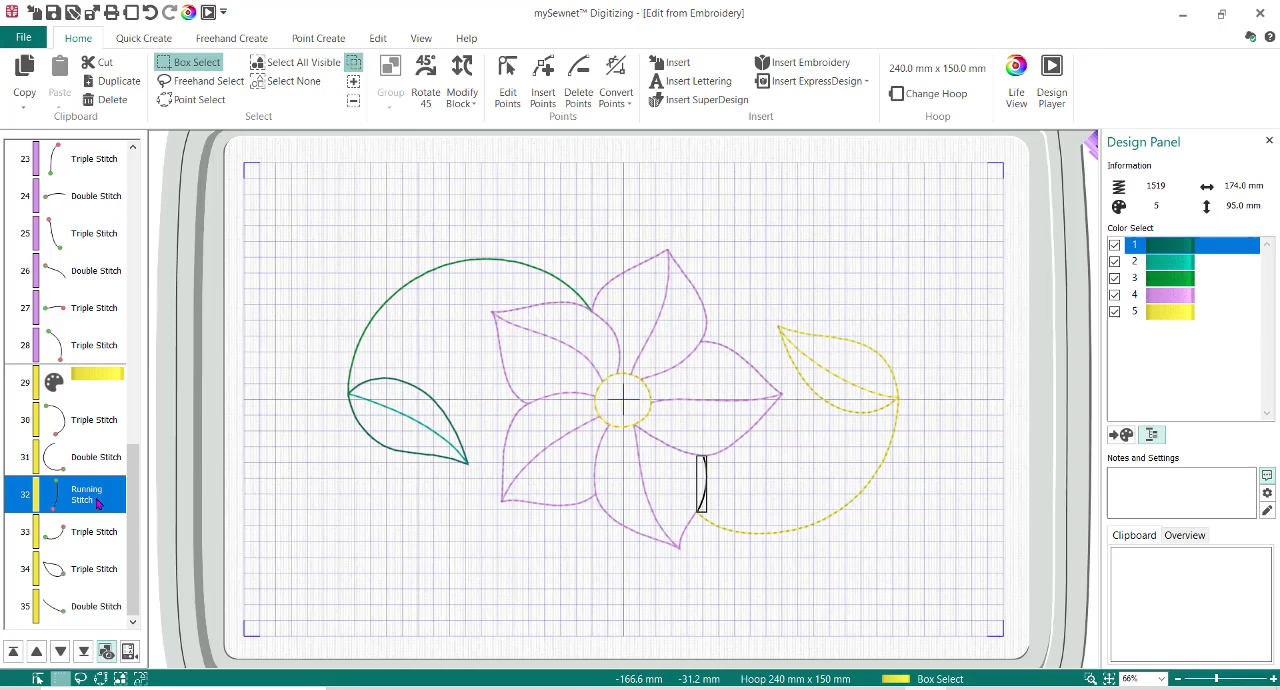 mySewnet™ Digitizing - [Edit from Embroidery]
File Home Quick Create Freehand Create Point Create Edit View Help
Copy
Paste
Cut
Duplicate
Delete
Clipboard
Box Select
Freehand Select
Point Select
Select All Visible
Select None
Select
Group
Rotate
45
45°
Modify
Block
Edit
Points
Insert
Points
Delete
Points
Convert
Points
Points
Insert
Insert Lettering
Insert SuperDesign
Insert Embroidery
Insert ExpressDesign
Insert
240.0 mm x 150.0 mm
Change Hoop
Hoop
Life
View
Design
Player
23 Triple Stitch
24 Double Stitch
25 Triple Stitch
26 Double Stitch
27 Triple Stitch
28 Triple Stitch
29
30 Triple Stitch
31 Double Stitch
32 Running
Stitch
33 Triple Stitch
34 Triple Stitch
35 Double Stitch
Design Panel
Information
1519 174.0 mm
5 95.0 mm
Color Select
1
2
3
4
5
Notes and Settings
Clipboard Overview
-166.6 mm -31.2 mm Hoop 240 mm x 150 mm Box Select 66%